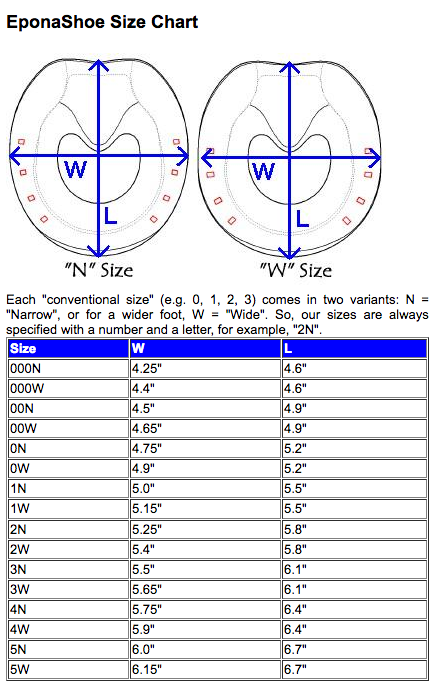 EponaShoe Size Chart
W W
L L
"N" Size "W" Size
Each "conventional size" (e.g. 0, 1, 2, 3) comes in two variants: N =
"Narrow", or for a wider foot, W = "Wide". So, our sizes are always
specified with a number and a letter, for example, "2N".
Size W L
000N 4.25" 4.6"
000W 4.4" 4.6"
00N 4.5" 4.9"
00W 4.65" 4.9"
0N 4.75" 5.2"
0W 4.9" 5.2"
1N 5.0" 5.5"
1W 5.15" 5.5"
2N 5.25" 5.8"
2W 5.4" 5.8"
3N 5.5" 6.1"
3W 5.65" 6.1"
4N 5.75" 6.4"
4W 5.9" 6.4"
5N 6.0" 6.7"
5W 6.15" 6.7"